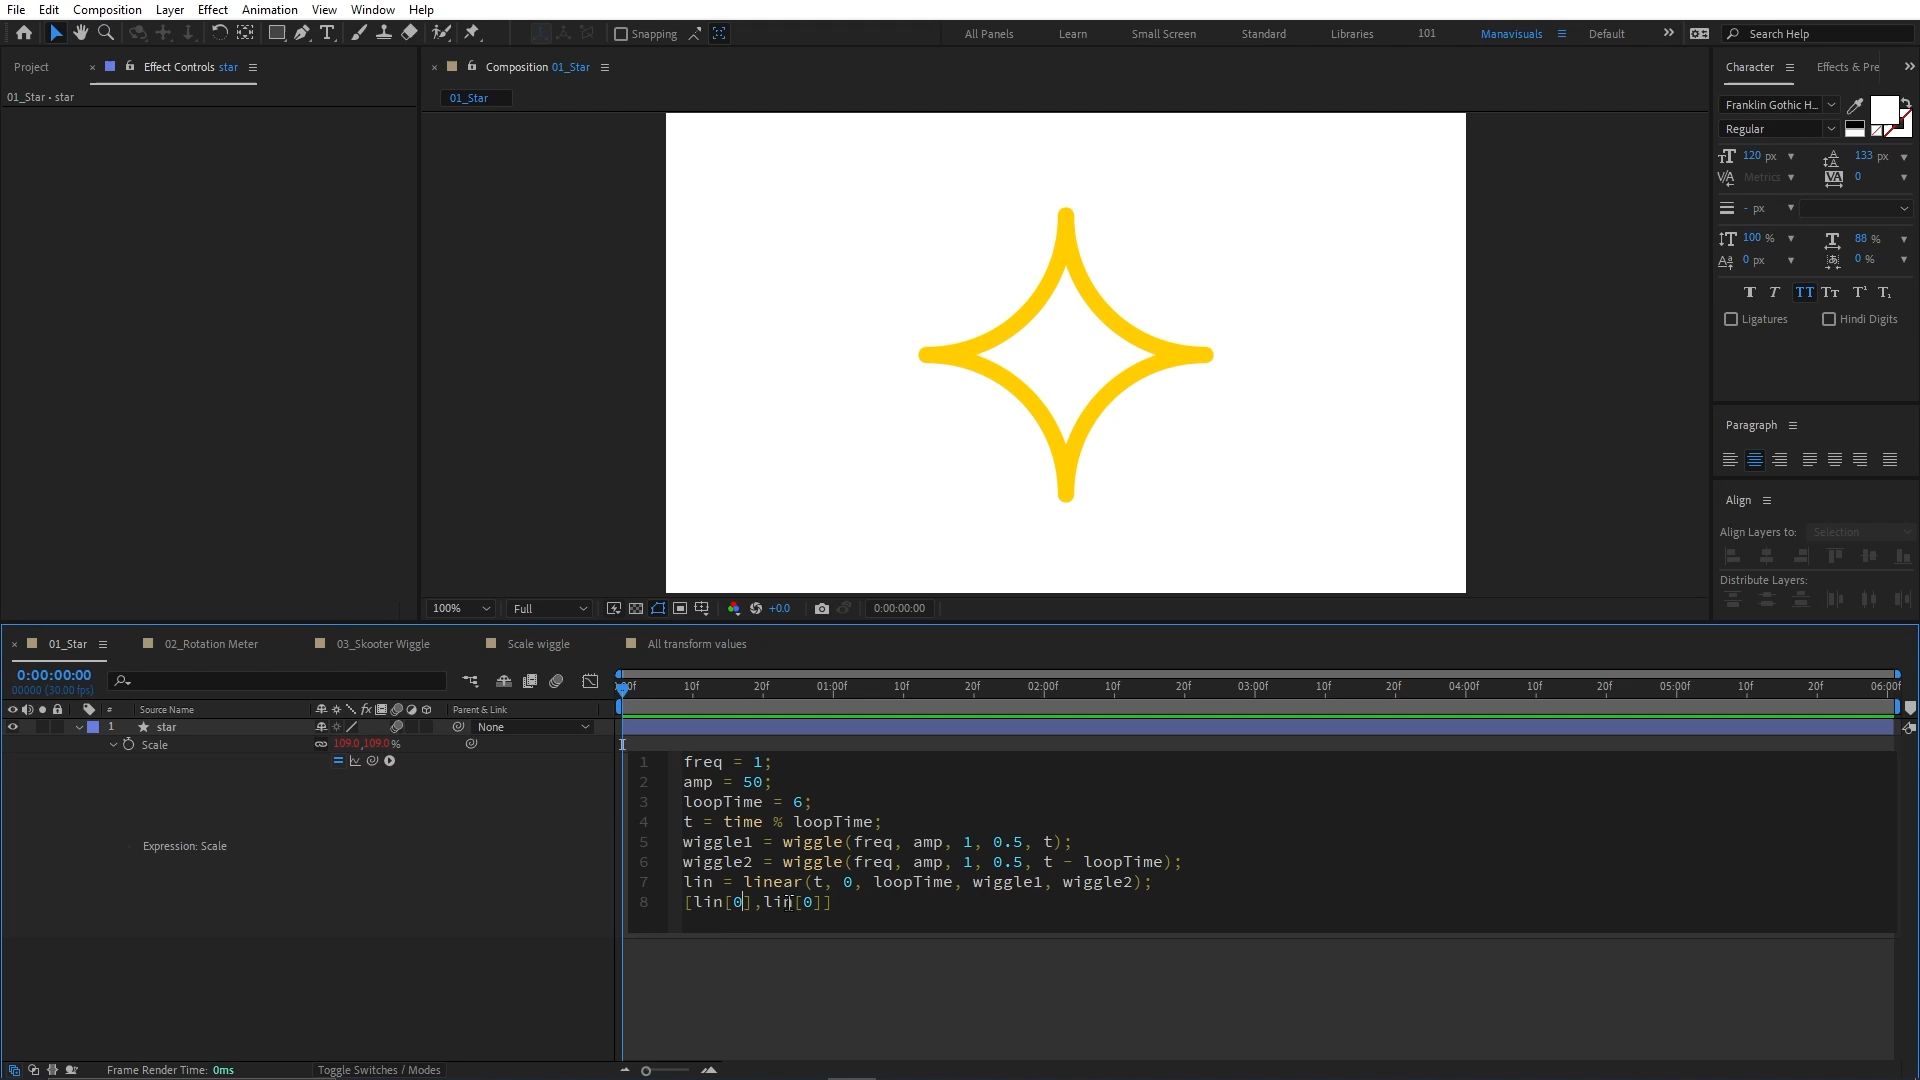 File Edit Composition Layer Effect Animation View Window Help
Snapping
All Panels Learn Small Screen Standard Libraries 101 Manavisuals Default
Search Help
Project Effect Controls star
01_Star • star
Composition 01_Star
01_Star
Character Effects & Pre
Franklin Gothic H...
Regular
120 px 133 px
Metrics 0
- px
100 % 88 %
0 px 0 %
Ligatures Hindi Digits
Paragraph
Align
Align Layers to: Selection
Distribute Layers:
100% Full +0.0 0:00:00:00
01_Star 02_Rotation Meter 03_Skooter Wiggle Scale wiggle All transform values
0:00:00:00
00000 (30.00 fps)
10f 20f 01:00f 10f 20f 02:00f 10f 20f 03:00f 10f 20f 04:00f 10f 20f 05:00f 10f 20f 06:00f
# Source Name Parent & Link
1 star None
Scale 109.0,109.0%
Expression: Scale
1 freq = 1;
2 amp = 50;
3 loopTime = 6;
4 t = time % loopTime;
5 wiggle1 = wiggle(freq, amp, 1, 0.5, t);
6 wiggle2 = wiggle(freq, amp, 1, 0.5, t - loopTime);
7 lin = linear(t, 0, loopTime, wiggle1, wiggle2);
8 [lin[0],lin[0]]
Frame Render Time: 0ms Toggle Switches / Modes